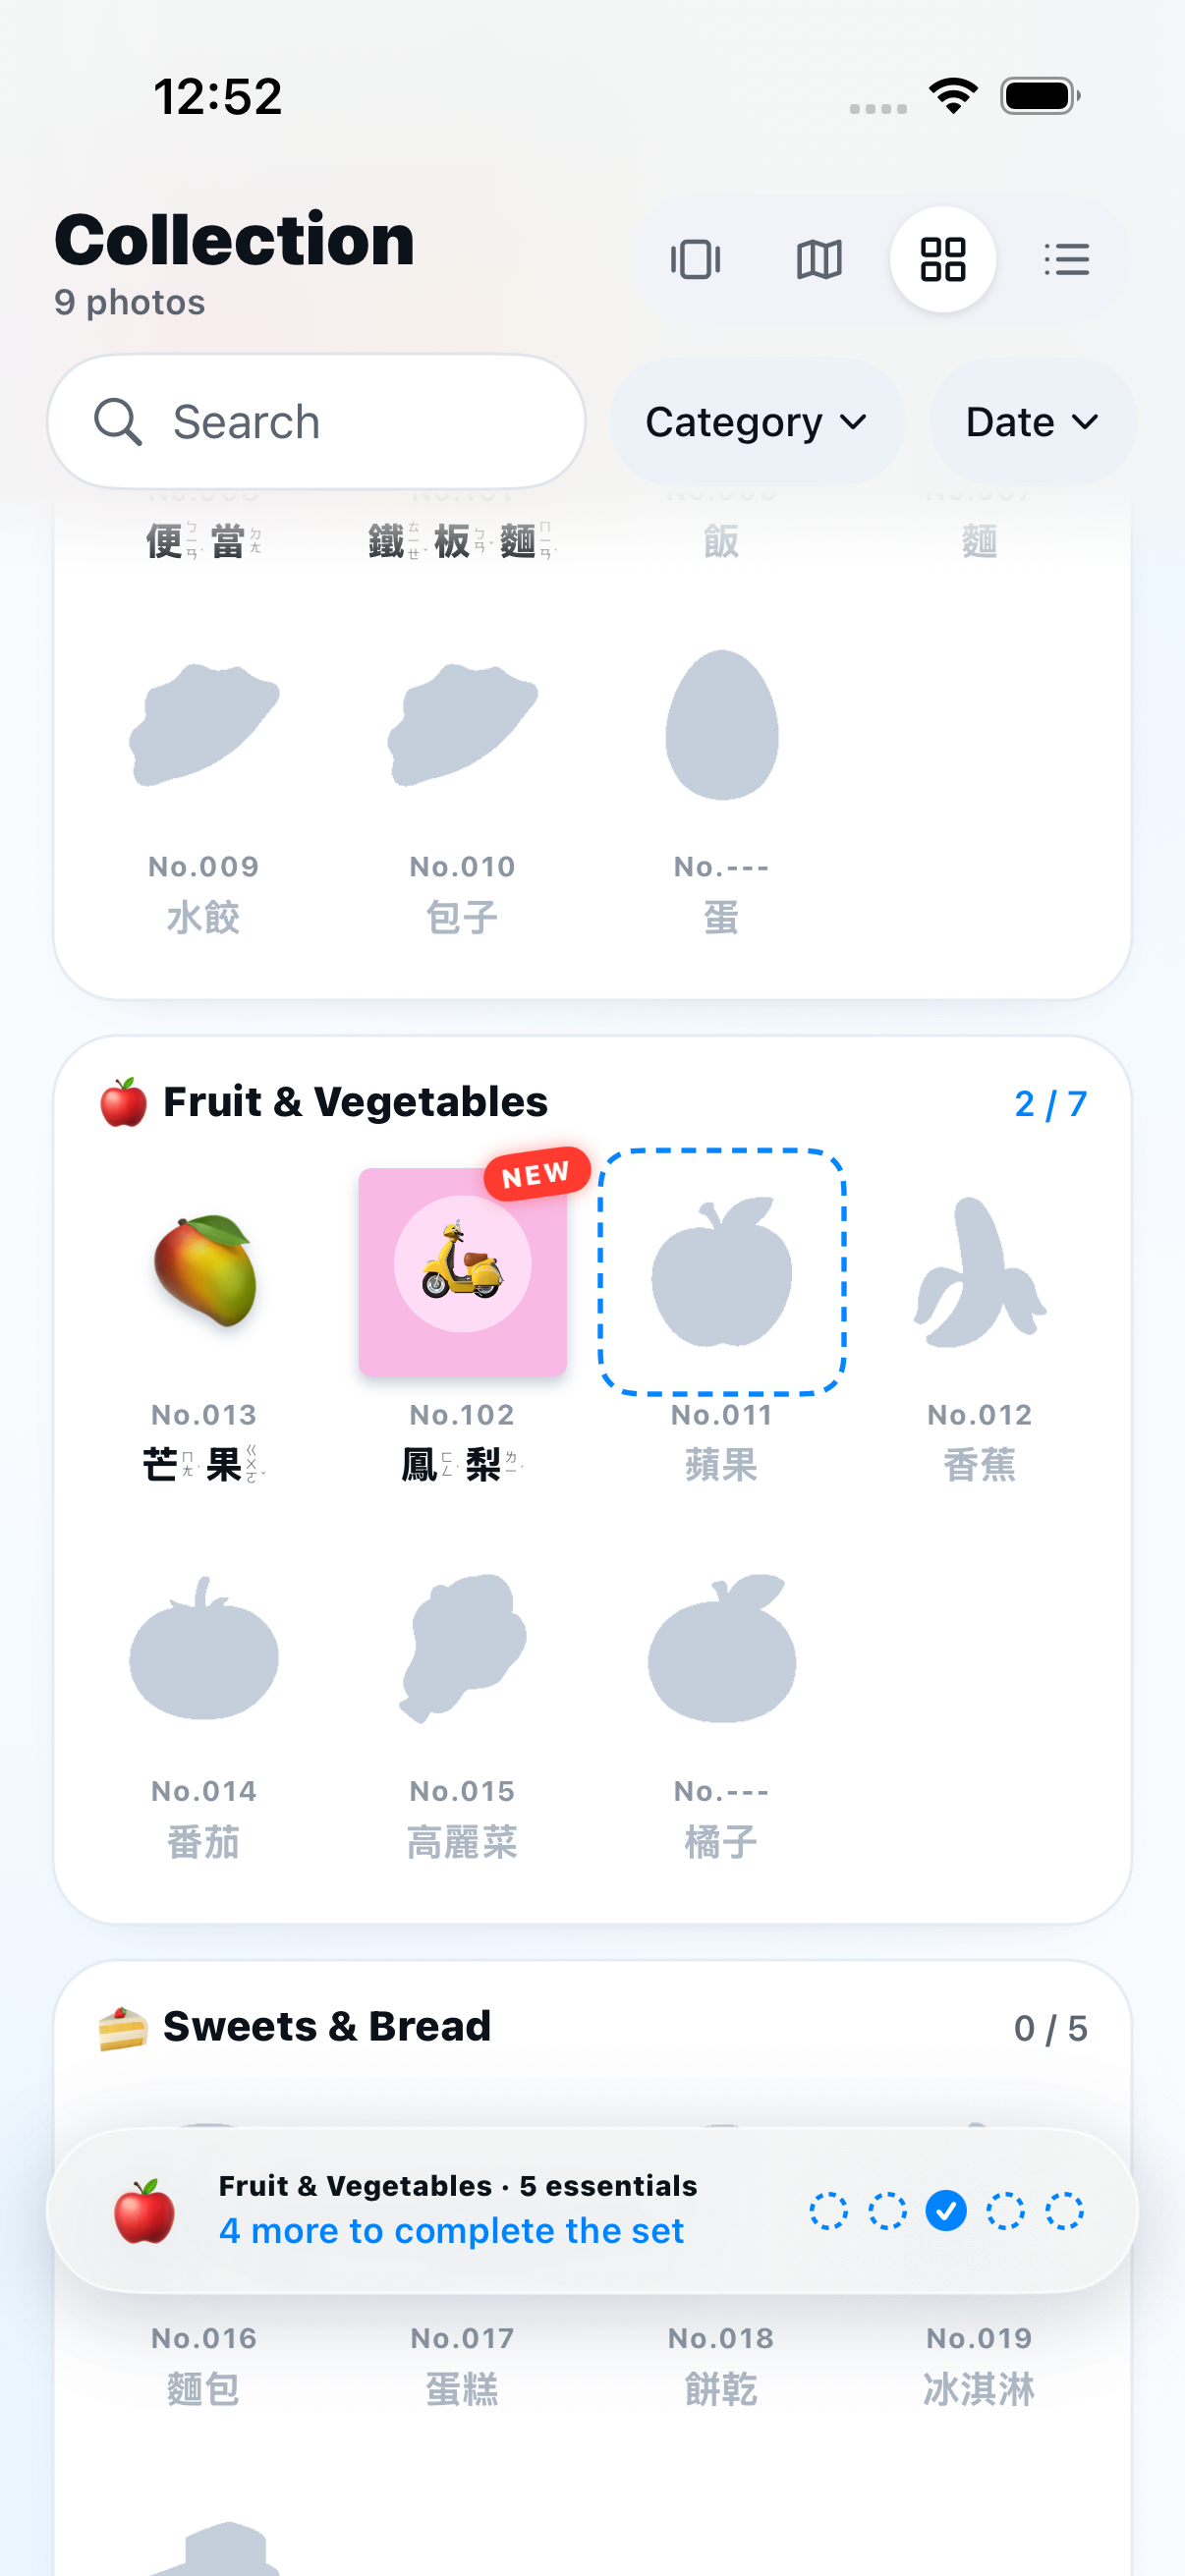 12:52
Collection
9 photos
Search
Category
Date
便當
鐵板麵
飯
麵
No.009
No.010
No.---
水餃
包子
蛋
Fruit & Vegetables
2 / 7
NEW
No.013
No.102
No.011
No.012
芒果
鳳梨
蘋果
香蕉
No.014
No.015
No.---
番茄
高麗菜
橘子
Sweets & Bread
0 / 5
Fruit & Vegetables · 5 essentials
4 more to complete the set
No.016
No.017
No.018
No.019
麵包
蛋糕
餅乾
冰淇淋